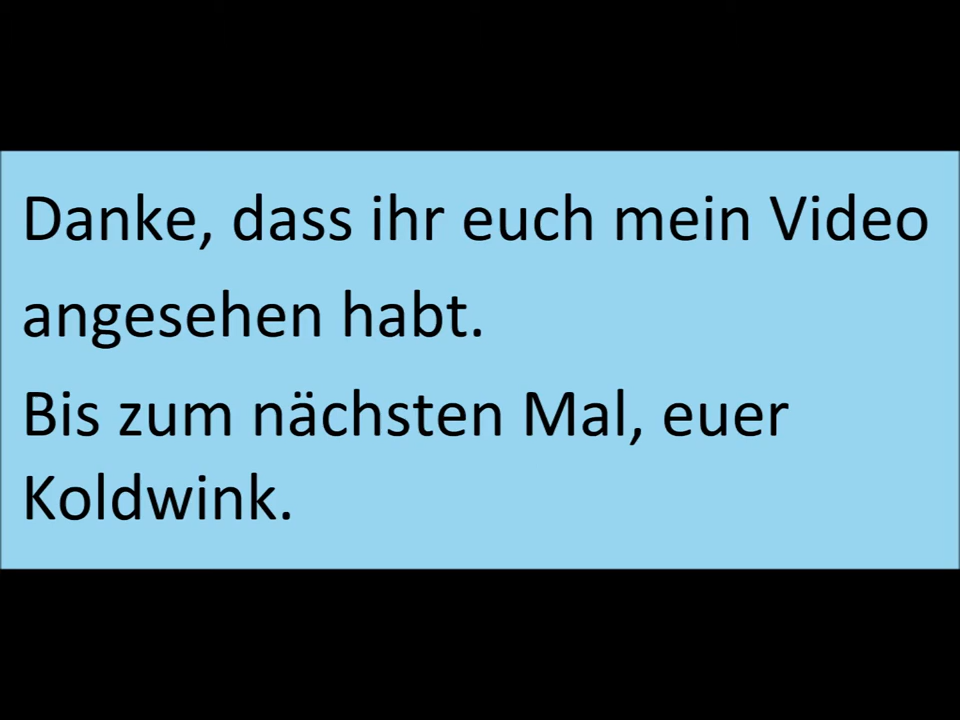 Danke, dass ihr euch mein Video
angesehen habt.
Bis zum nächsten Mal, euer
Koldwink.